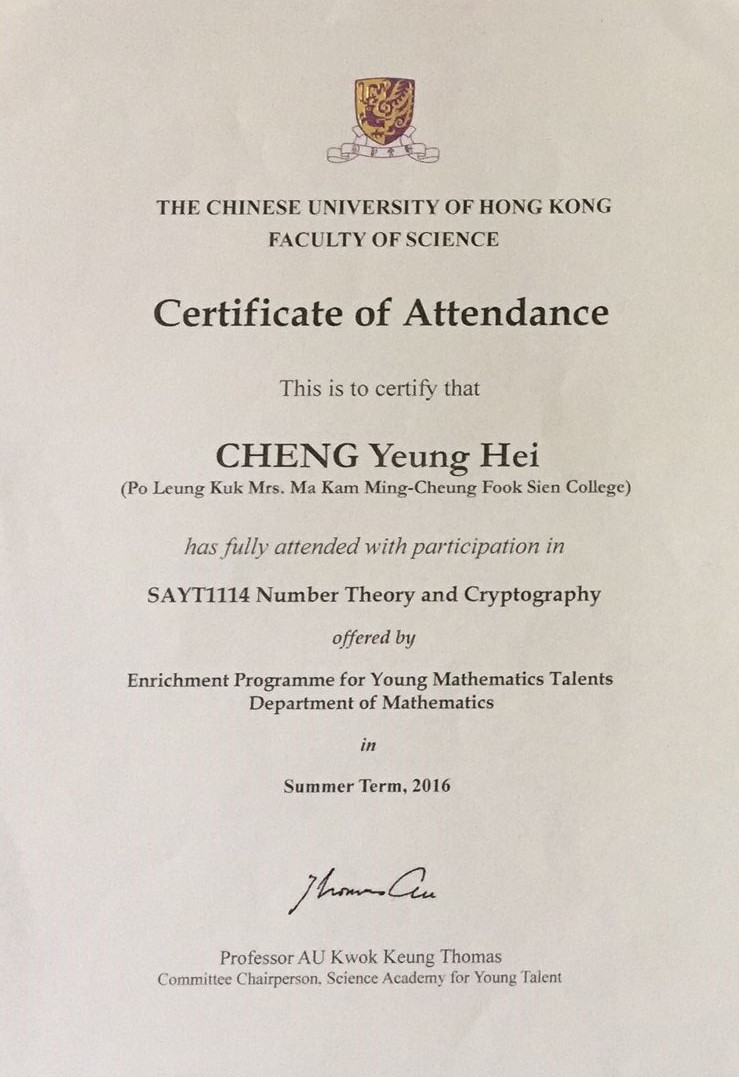 THE CHINESE UNIVERSITY OF HONG KONG
FACULTY OF SCIENCE
Certificate of Attendance
This is to certify that
CHENG Yeung Hei
(Po Leung Kuk Mrs. Ma Kam Ming-Cheung Fook Sien College)
has fully attended with participation in
SAYT1114 Number Theory and Cryptography
offered by
Enrichment Programme for Young Mathematics Talents
Department of Mathematics
in
Summer Term, 2016
Thomas Au
Professor AU Kwok Keung Thomas
Committee Chairperson, Science Academy for Young Talent